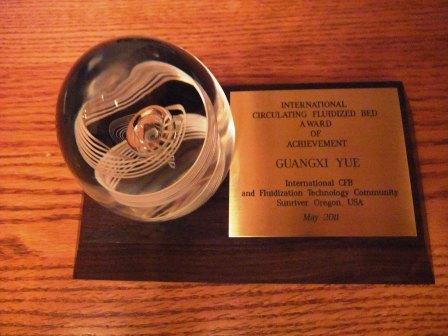 INTERNATIONAL
CIRCULATING FLUIDIZED BED
AWARD
OF
ACHIEVEMENT
GUANGXI YUE
International CFB
and Fluidization Technology Community
Sunriver, Oregon, USA
May 2011